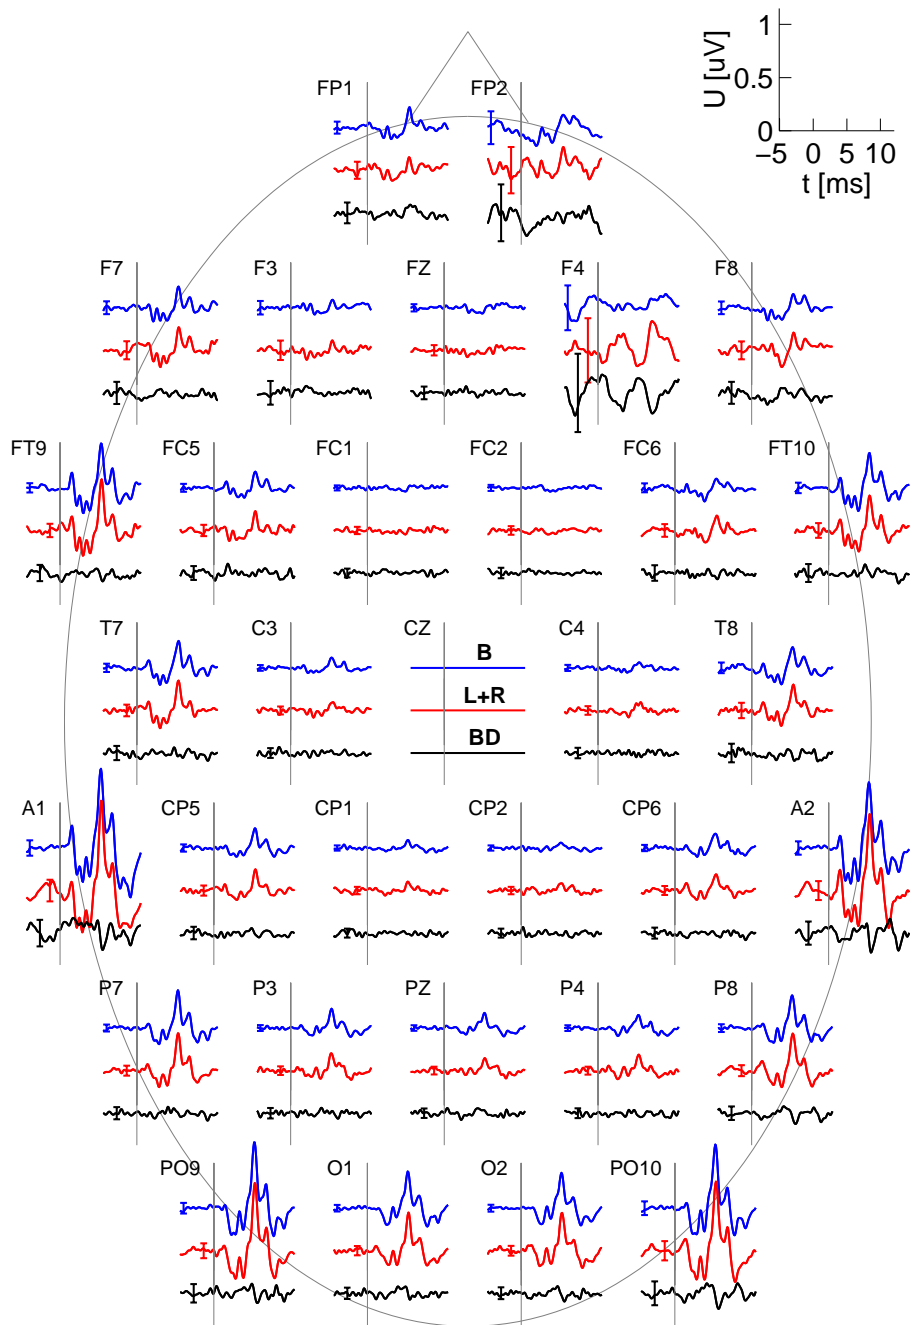 1
0.5
0
U [uV]
−5 0 5 10
t [ms]
FP1 FP2
F7 F3 FZ F4 F8
FT9 FC5 FC1 FC2 FC6 FT10
T7 C3 CZ C4 T8
B
L+R
BD
A1 CP5 CP1 CP2 CP6 A2
P7 P3 PZ P4 P8
PO9 O1 O2 PO10